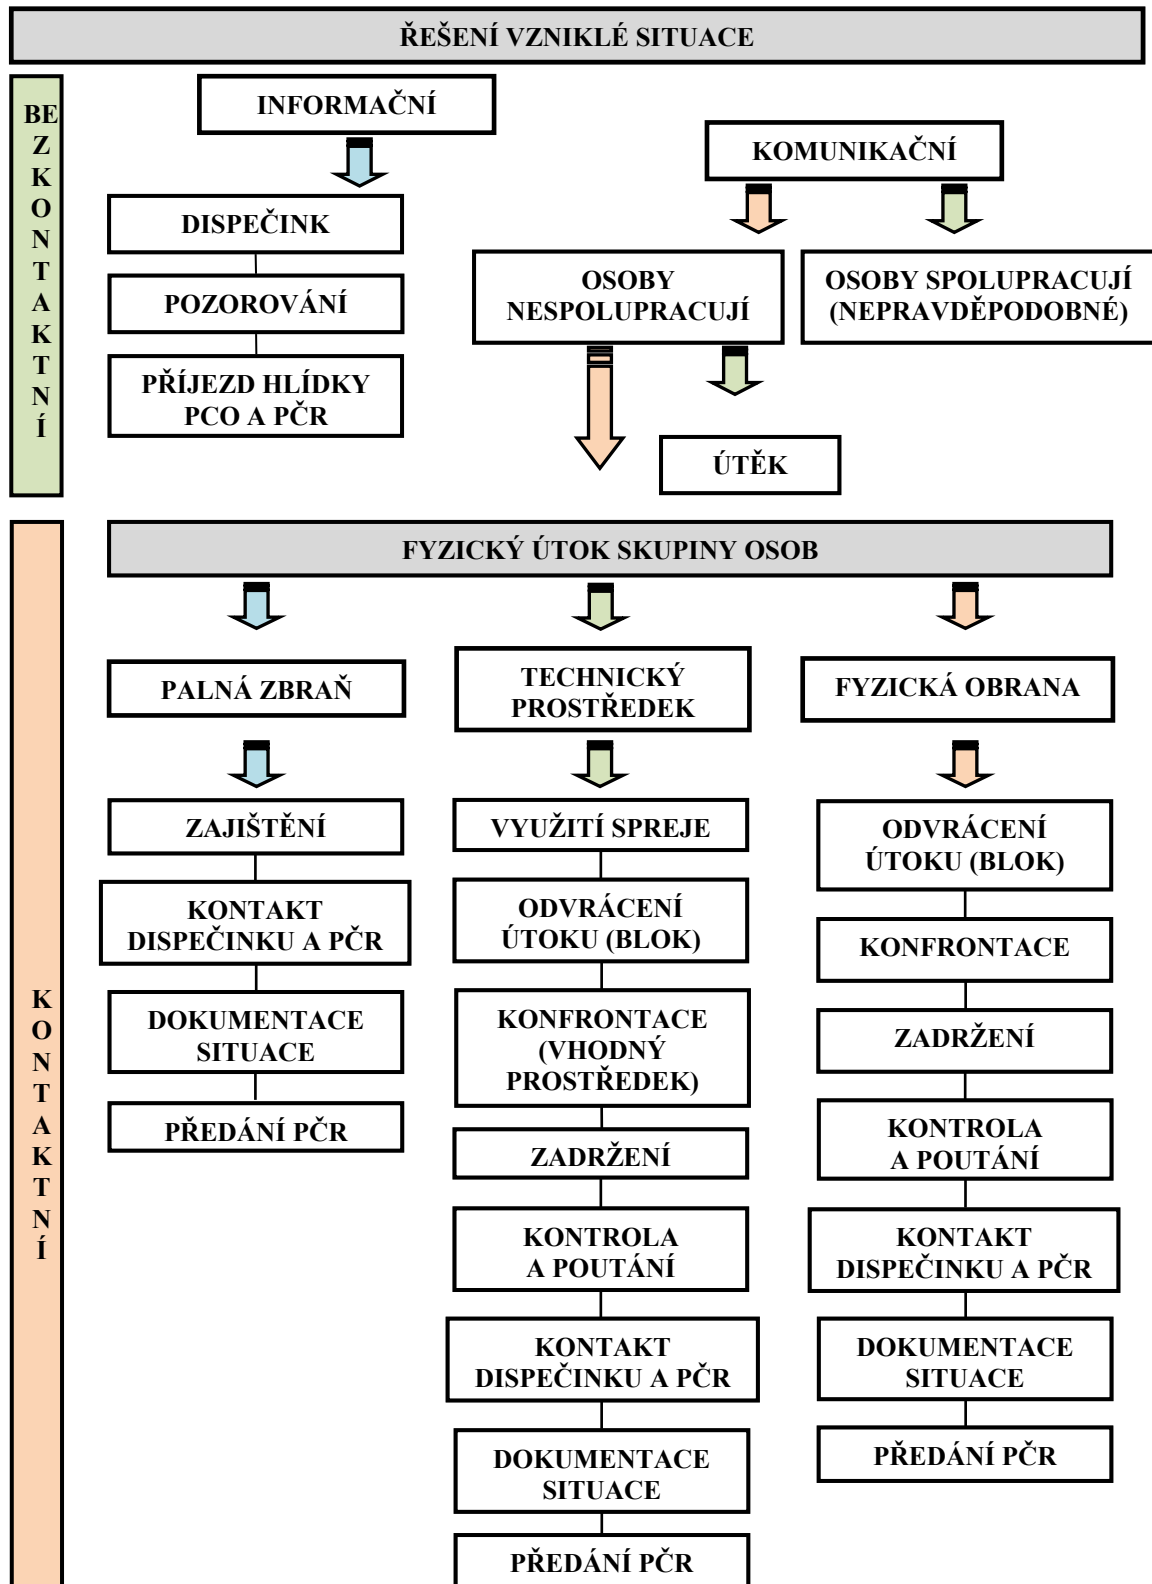 ŘEŠENÍ VZNIKLÉ SITUACE
BE
Z
K
O
N
T
A
K
T
N
Í
INFORMAČNÍ
DISPEČINK
POZOROVÁNÍ
PŘÍJEZD HLÍDKY
PCO A PČR
KOMUNIKAČNÍ
OSOBY
NESPOLUPRACUJÍ
OSOBY SPOLUPRACUJÍ
(NEPRAVDĚPODOBNÉ)
ÚTĚK
K
O
N
T
A
K
T
N
Í
FYZICKÝ ÚTOK SKUPINY OSOB
PALNÁ ZBRAŇ
ZAJIŠTĚNÍ
KONTAKT
DISPEČINKU A PČR
DOKUMENTACE
SITUACE
PŘEDÁNÍ PČR
TECHNICKÝ
PROSTŘEDEK
VYUŽITÍ SPREJE
ODVRÁCENÍ
ÚTOKU (BLOK)
KONFRONTACE
(VHODNÝ
PROSTŘEDEK)
ZADRŽENÍ
KONTROLA
A POUTÁNÍ
KONTAKT
DISPEČINKU A PČR
DOKUMENTACE
SITUACE
PŘEDÁNÍ PČR
FYZICKÁ OBRANA
ODVRÁCENÍ
ÚTOKU (BLOK)
KONFRONTACE
ZADRŽENÍ
KONTROLA
A POUTÁNÍ
KONTAKT
DISPEČINKU A PČR
DOKUMENTACE
SITUACE
PŘEDÁNÍ PČR